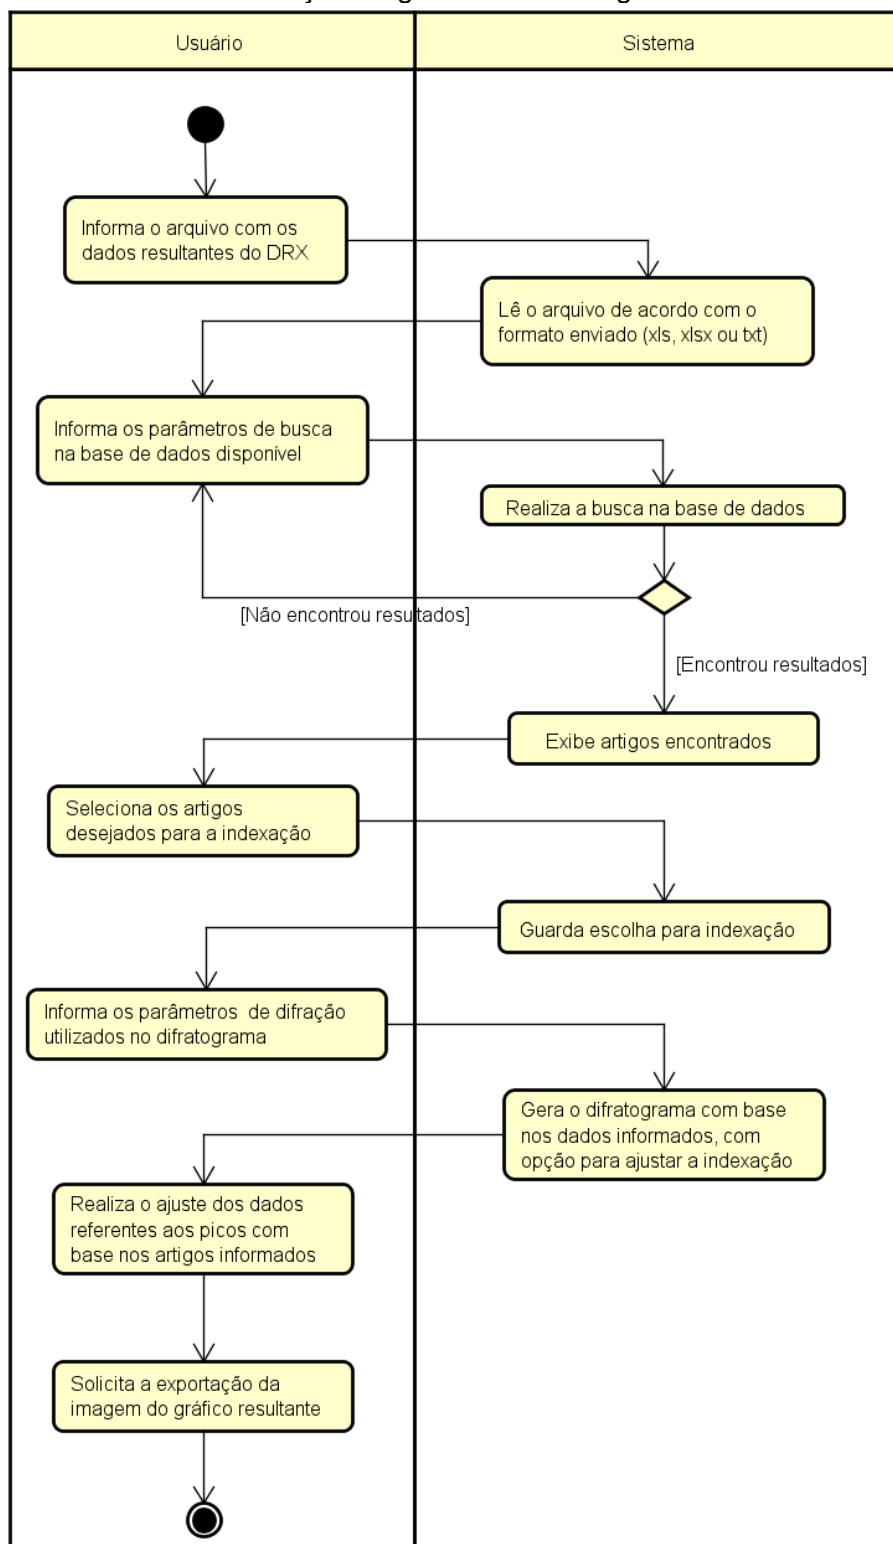 Usuário
Sistema
Informa o arquivo com os
dados resultantes do DRX
Lê o arquivo de acordo com o
formato enviado (xls, xlsx ou txt)
Informa os parâmetros de busca
na base de dados disponível
Realiza a busca na base de dados
[Não encontrou resultados]
[Encontrou resultados]
Exibe artigos encontrados
Seleciona os artigos
desejados para a indexação
Guarda escolha para indexação
Informa os parâmetros de difração
utilizados no difratograma
Gera o difratograma com base
nos dados informados, com
opção para ajustar a indexação
Realiza o ajuste dos dados
referentes aos picos com
base nos artigos informados
Solicita a exportação da
imagem do gráfico resultante